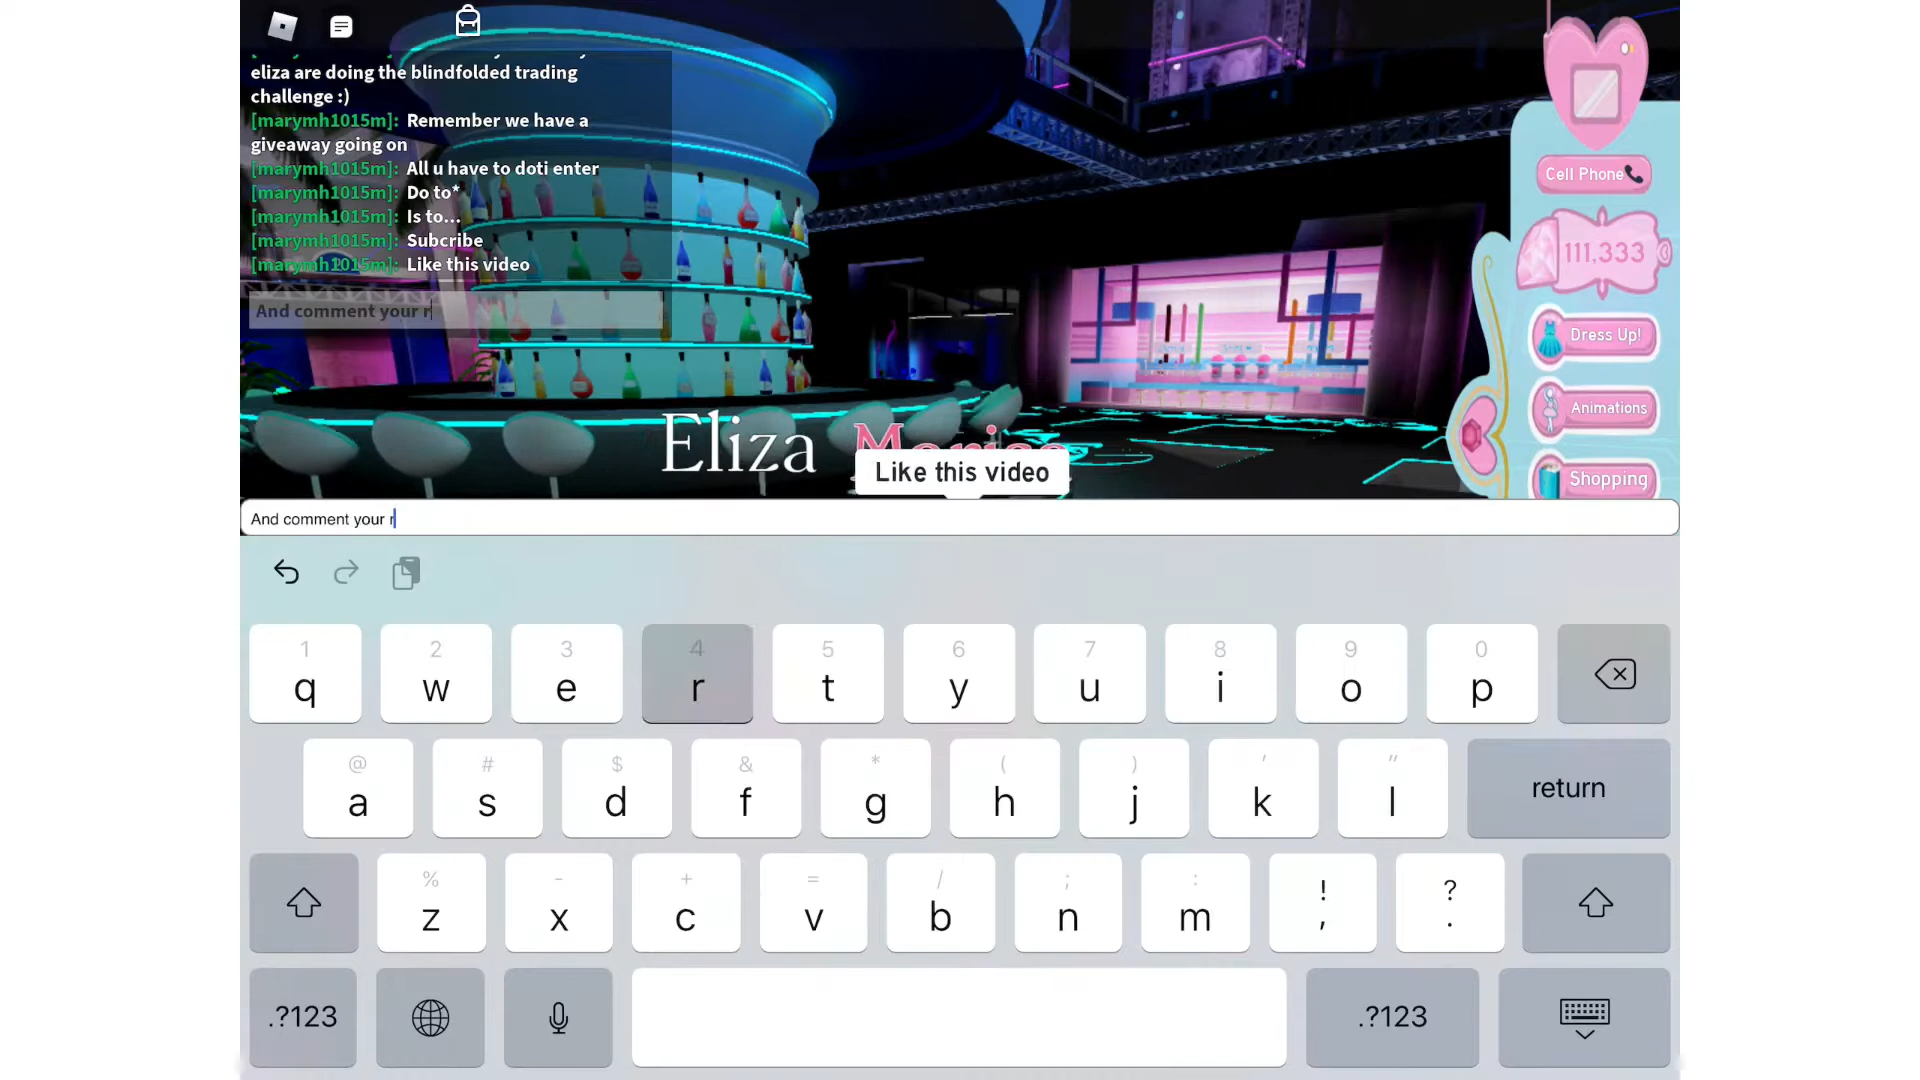 eliza are doing the blindfolded trading
challenge :)
[marymh1015m]: Remember we have a
giveaway going on
[marymh1015m]: All u have to doti enter
[marymh1015m]: Do to*
[marymh1015m]: Is to...
[marymh1015m]: Subcribe
[marymh1015m]: Like this video
And comment your r
Cell Phone
111,333
Dress Up!
Animations
Shopping
Eliza
Like this video
And comment your r
1 2 3 4 5 6 7 8 9 0
q w e r t y u i o p
@ # $ & * ( ) ' "
a s d f g h j k l return
% - + = / ; : ! ?
z x c v b n m , .
.?123 .?123